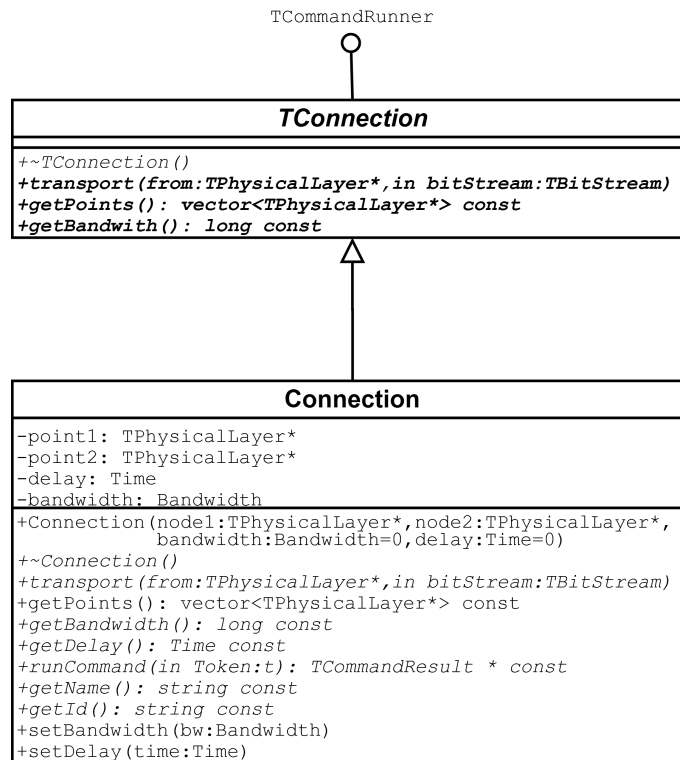 TCommandRunner
TConnection
+~TConnection()
+transport(from:TPhysicalLayer*,in bitStream:TBitStream)
+getPoints(): vector<TPhysicalLayer*> const
+getBandwith(): long const
Connection
-point1: TPhysicalLayer*
-point2: TPhysicalLayer*
-delay: Time
-bandwidth: Bandwidth
+Connection(node1:TPhysicalLayer*,node2:TPhysicalLayer*,
bandwidth:Bandwidth=0,delay:Time=0)
+~Connection()
+transport(from:TPhysicalLayer*,in bitStream:TBitStream)
+getPoints(): vector<TPhysicalLayer*> const
+getBandwidth(): long const
+getDelay(): Time const
+runCommand(in Token:t): TCommandResult * const
+getName(): string const
+getId(): string const
+setBandwidth(bw:Bandwidth)
+setDelay(time:Time)